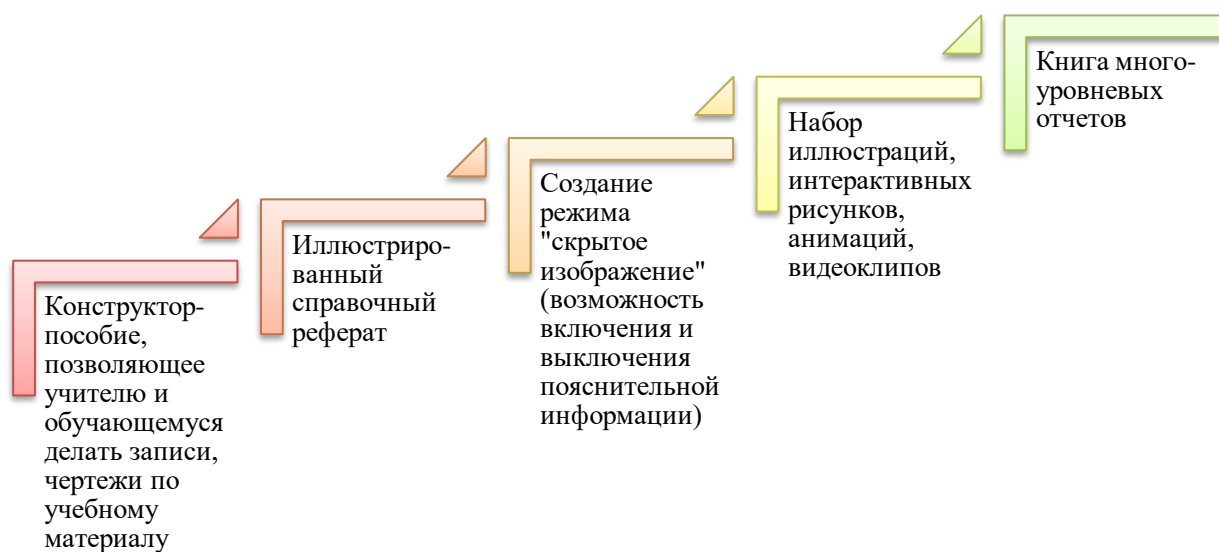 Конструктор-
пособие,
позволяющее
учителю и
обучающемуся
делать записи,
чертежи по
учебному
материалу
Иллюстриро-
ванный
справочный
реферат
Создание
режима
"скрытое
изображение"
(возможность
включения и
выключения
пояснительной
информации)
Набор
иллюстраций,
интерактивных
рисунков,
анимаций,
видеоклипов
Книга много-
уровневых
отчетов